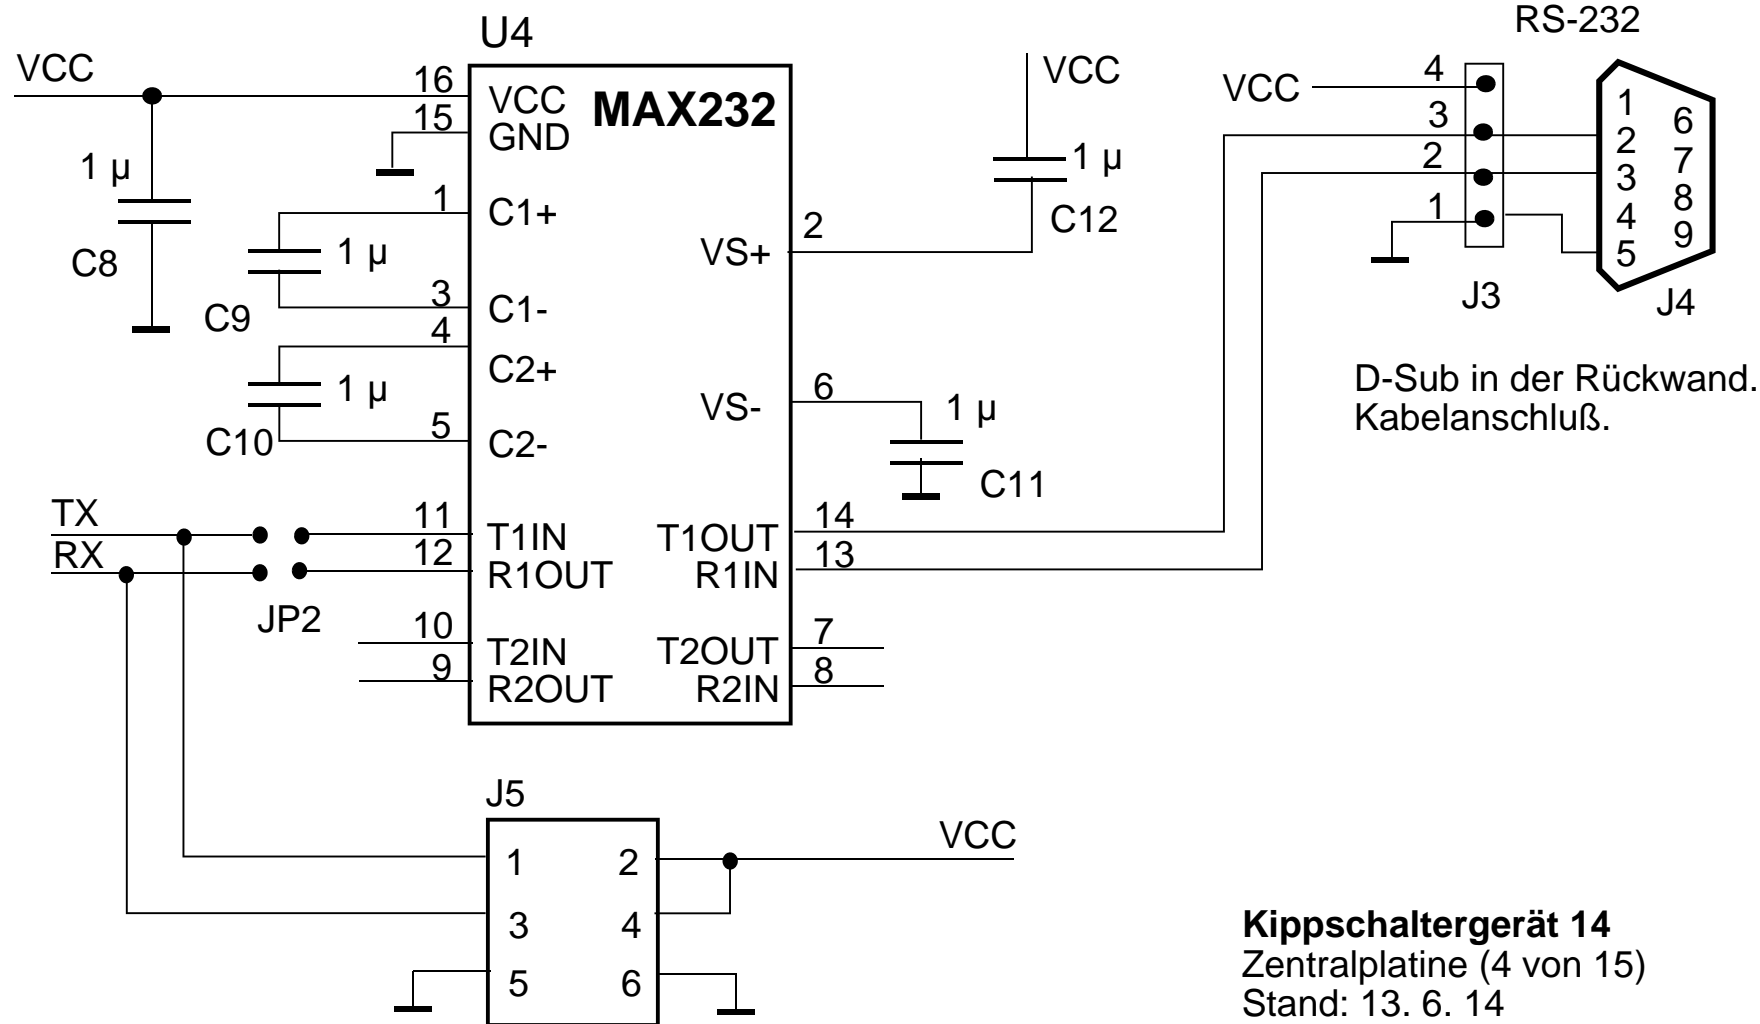 U4
MAX232
VCC
16
VCC
15
GND
1 µ
C8
1
C1+
1 µ
C9
3
C1-
4
C2+
1 µ
C10
5
C2-
TX
11
T1IN
RX
12
R1OUT
JP2
10
T2IN
9
R2OUT
VCC
1 µ
C12
2
VS+
6
VS-
1 µ
C11
14
T1OUT
13
R1IN
7
T2OUT
8
R2IN
RS-232
VCC
4
3
2
1
J3
1
2
3
4
5
6
7
8
9
J4
D-Sub in der Rückwand.
Kabelanschluß.
J5
1 2
3 4
5 6
VCC
Kippschaltergerät 14
Zentralplatine (4 von 15)
Stand: 13. 6. 14